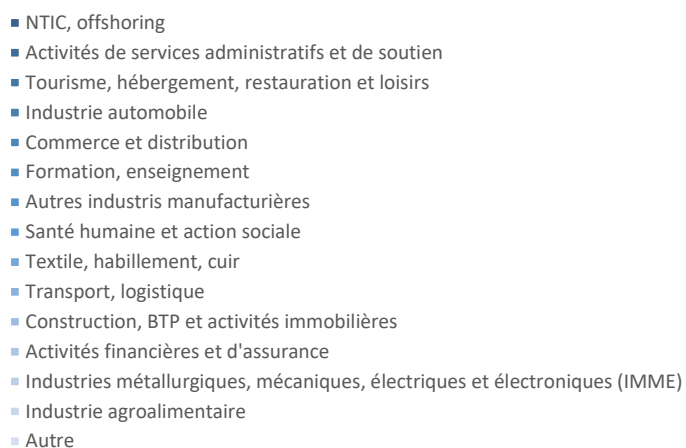 NTIC, offshoring
Activités de services administratifs et de soutien
Tourisme, hébergement, restauration et loisirs
Industrie automobile
Commerce et distribution
Formation, enseignement
Autres industris manufacturières
Santé humaine et action sociale
Textile, habillement, cuir
Transport, logistique
Construction, BTP et activités immobilières
Activités financières et d'assurance
Industries métallurgiques, mécaniques, électriques et électroniques (IMME)
Industrie agroalimentaire
Autre